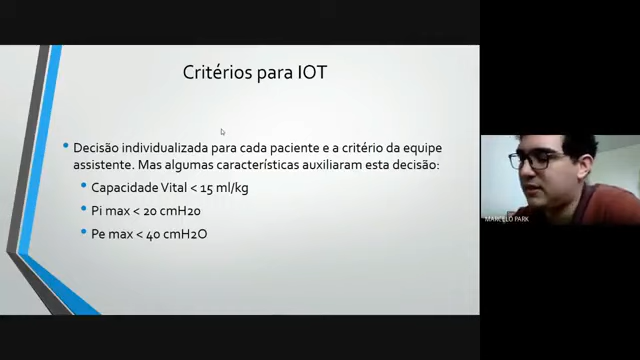 Critérios para IOT
Decisão individualizada para cada paciente e a critério da equipe
assistente. Mas algumas características auxiliaram esta decisão:
Capacidade Vital < 15 ml/kg
Pi max < 20 cmH20
Pe max < 40 cmH2O
MARCELO PARK